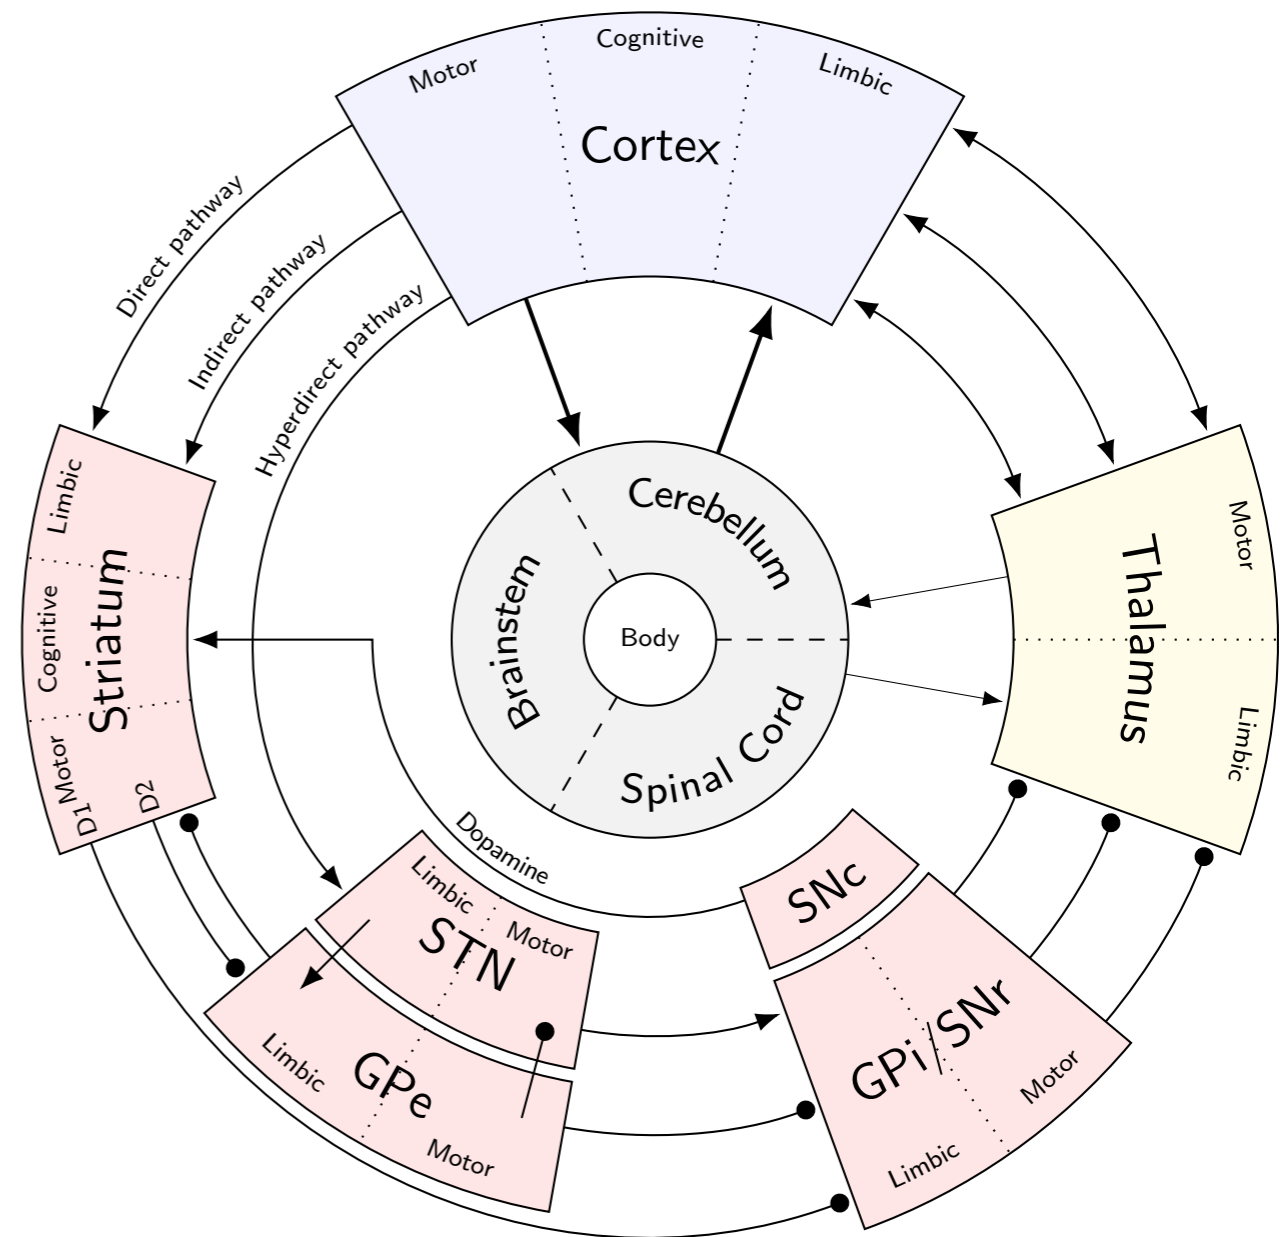 Motor
Cognitive
Limbic
Cortex
Direct pathway
Indirect pathway
Hyperdirect pathway
Limbic
Cognitive
Motor
Striatum
D1
D2
Cerebellum
Brainstem
Body
Spinal Cord
Motor
Thalamus
Limbic
Dopamine
Limbic
Motor
STN
Limbic
GPe
Motor
SNc
GPi/SNr
Limbic
Motor